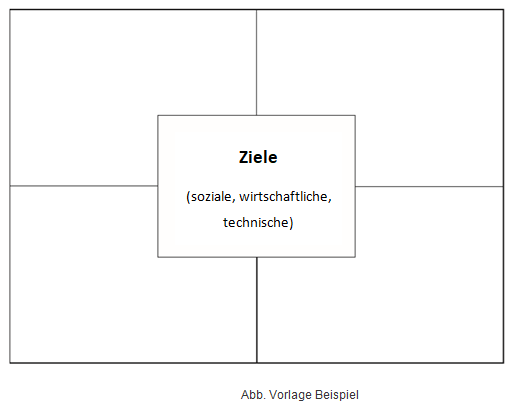 Ziele
(soziale, wirtschaftliche,
technische)
Abb. Vorlage Beispiel